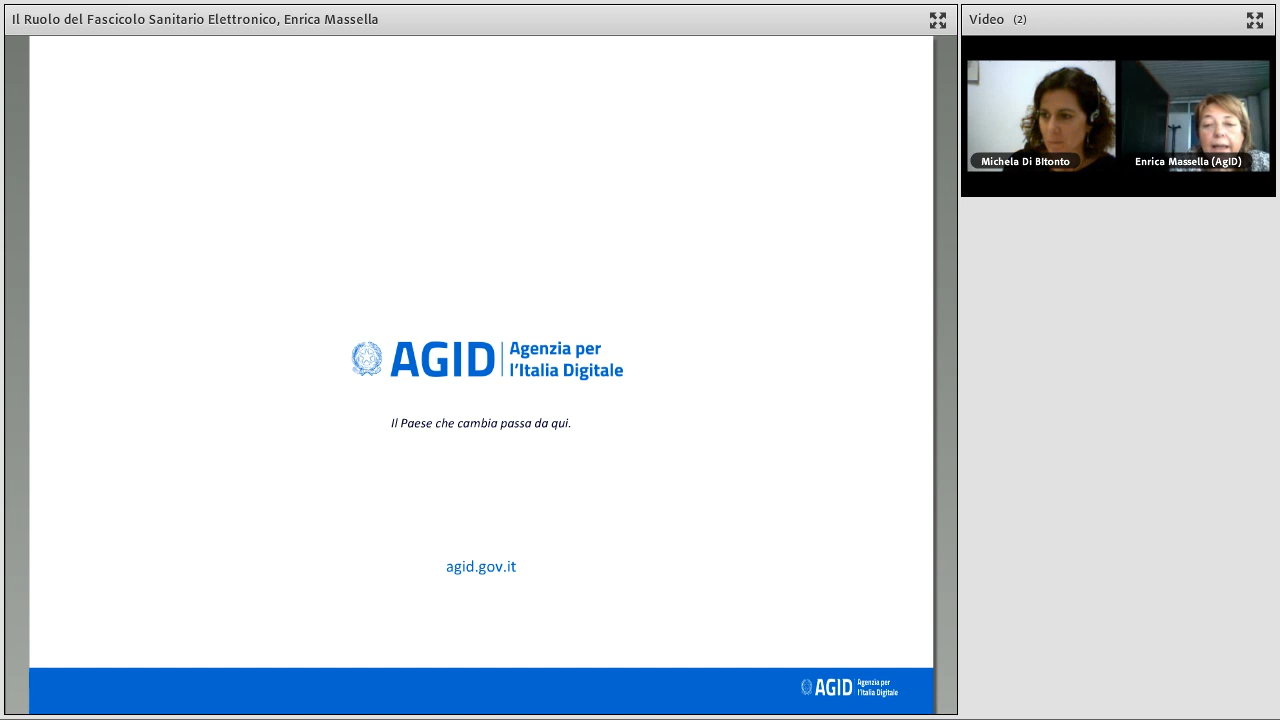 Il Ruolo del Fascicolo Sanitario Elettronico, Enrica Massella
Video (2)
Michela Di BItonto
Enrica Massella (AgID)
AGID
Agenzia per
l'Italia Digitale
Il Paese che cambia passa da qui.
agid.gov.it
AGID
Agenzia per
l'Italia Digitale